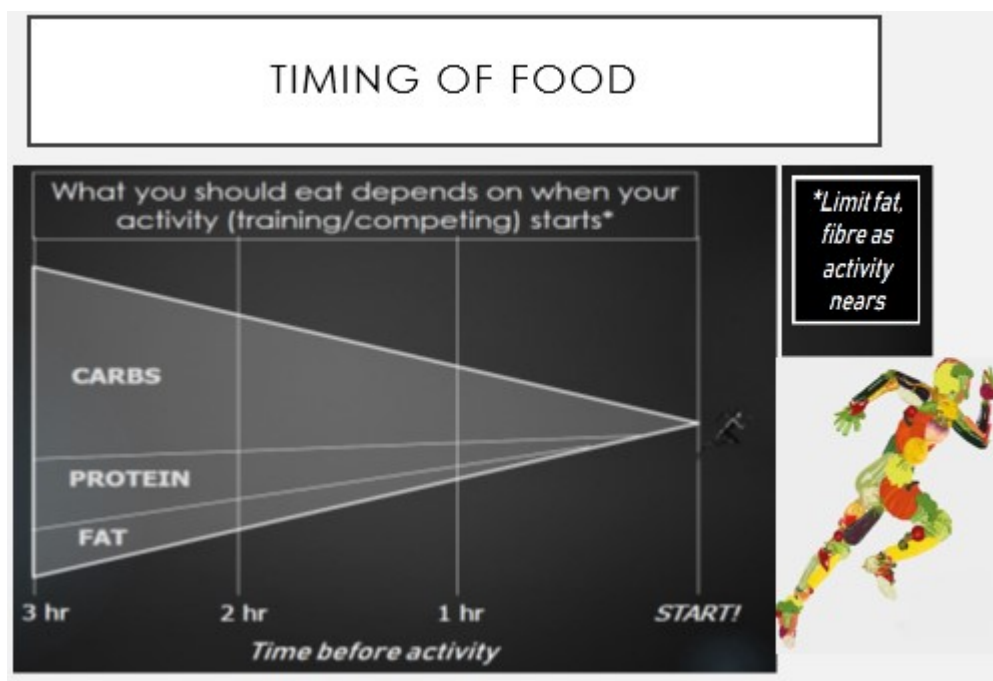 TIMING OF FOOD
What you should eat depends on when your
activity (training/competing) starts*
*Limit fat,
fibre as
activity
nears
CARBS
PROTEIN
FAT
3 hr
2 hr
1 hr
START!
Time before activity